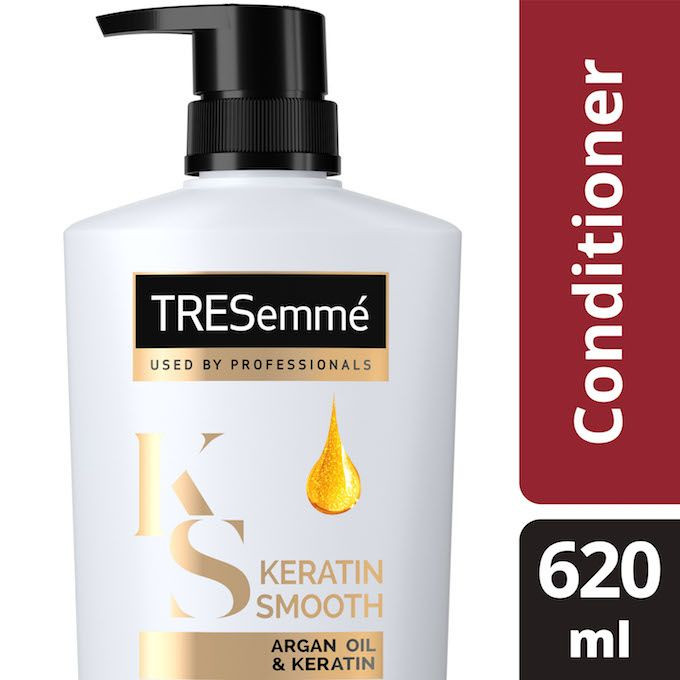 TRESemmé
USED BY PROFESSIONALS
KS
KERATIN
SMOOTH
ARGAN OIL
& KERATIN
Conditioner
620
ml